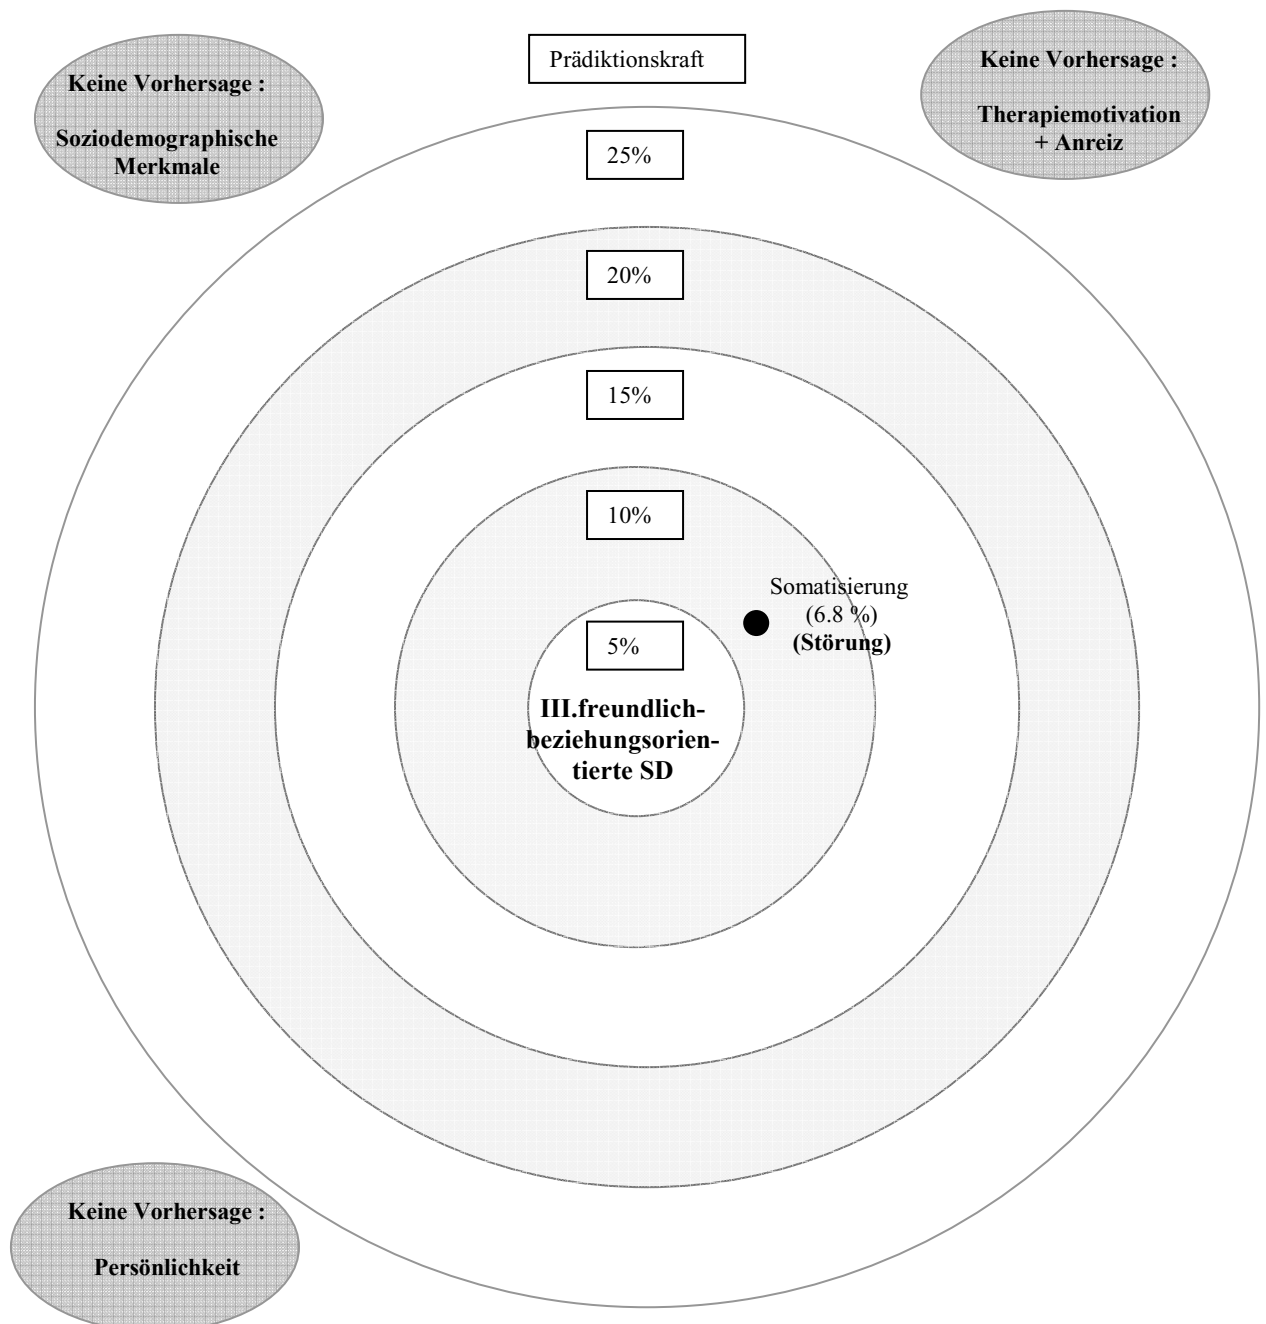 Prädiktionskraft
Keine Vorhersage :
Soziodemographische
Merkmale
Keine Vorhersage :
Therapiemotivation
+ Anreiz
25%
20%
15%
10%
5%
Somatisierung
(6.8 %)
(Störung)
III.freundlich-
beziehungsorien-
tierte SD
Keine Vorhersage :
Persönlichkeit